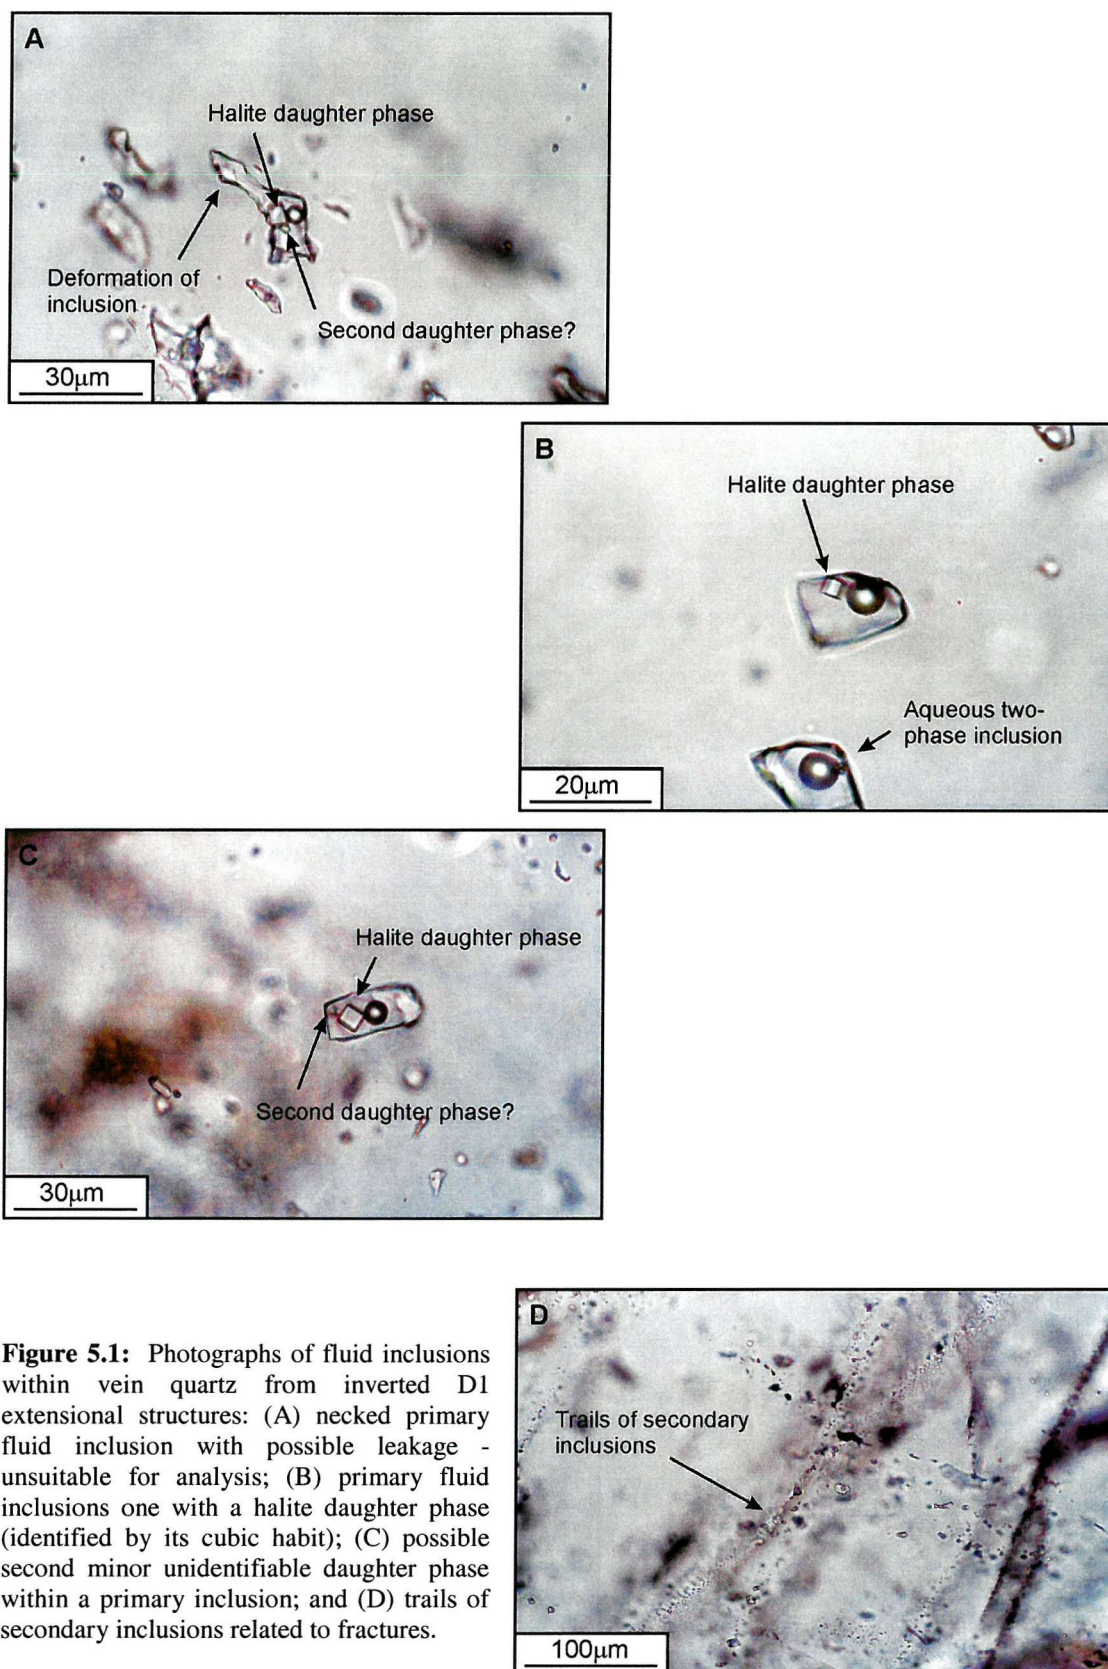 A
Halite daughter phase
Deformation of
inclusion
Second daughter phase?
30μm
B
Halite daughter phase
Aqueous two-
phase inclusion
20μm
C
Halite daughter phase
Second daughter phase?
30μm
D
Trails of secondary
inclusions
100μm
Figure 5.1: Photographs of fluid inclusions
within vein quartz from inverted D1
extensional structures: (A) necked primary
fluid inclusion with possible leakage -
unsuitable for analysis; (B) primary fluid
inclusions one with a halite daughter phase
(identified by its cubic habit); (C) possible
second minor unidentifiable daughter phase
within a primary inclusion; and (D) trails of
secondary inclusions related to fractures.